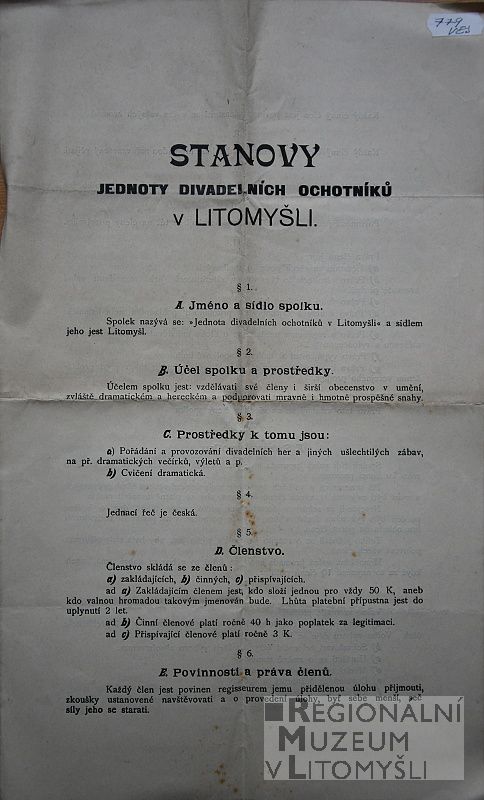 779
VES
STANOVY
JEDNOTY DIVADELNÍCH OCHOTNÍKŮ
v LITOMYŠLI.
§ 1.
A. Jméno a sídlo spolku.
Spolek nazývá se: »Jednota divadelních ochotníků v Litomyšli« a sídlem
jeho jest Litomyšl.
§ 2.
B. Účel spolku a prostředky.
Účelem spolku jest: vzdělávati své členy i širší obecenstvo v umění,
zvláště dramatickém a hereckém a podporovati mravně i hmotně prospěšné snahy.
§ 3.
C. Prostředky k tomu jsou:
a) Pořádání a provozování divadelních her a jiných ušlechtilých zábav,
na př. dramatických večírků, výletů a p.
b) Cvičení dramatická.
§ 4.
Jednací řeč je česká.
§ 5.
D. Členstvo.
Členstvo skládá se ze členů:
a) zakládajících, b) činných, c) přispívajících.
ad a) Zakládajícím členem jest, kdo složí jednou pro vždy 50 K, aneb
kdo valnou hromadou takovým jmenován bude. Lhůta platební přípustna jest do
uplynutí 2 let.
ad b) Činní členové platí ročně 40 h jako poplatek za legitimaci.
ad c) Přispívající členové platí ročně 3 K.
§ 6.
E. Povinnosti a práva členů.
Každý člen jest povinen regisseurem jemu přidělenou úlohu přijmouti,
zkoušky ustanovené navštěvovati a o provedení úlohy, byť sebe menší, seč
síly jeho se starati.
REGIONALNÍ
MUZEUM
V LITOMYŠLI